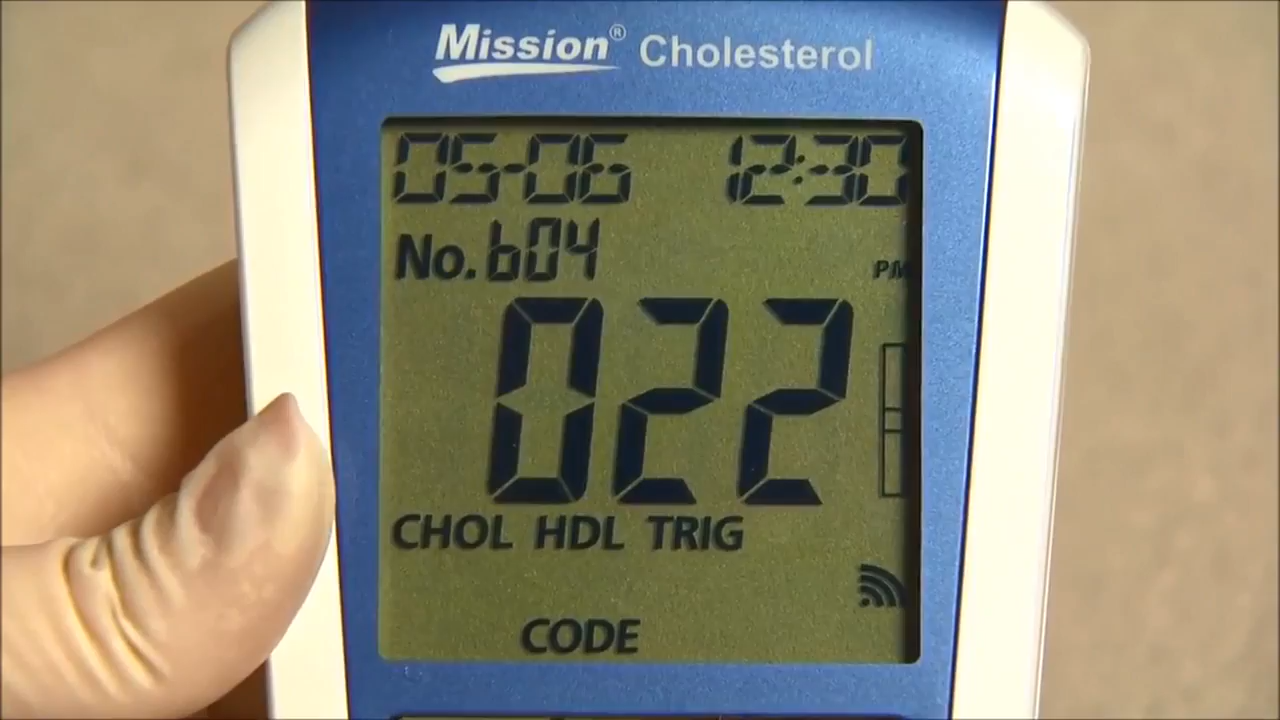 Mission® Cholesterol
05-06 12:30
No. b04 PM
022
CHOL HDL TRIG
CODE